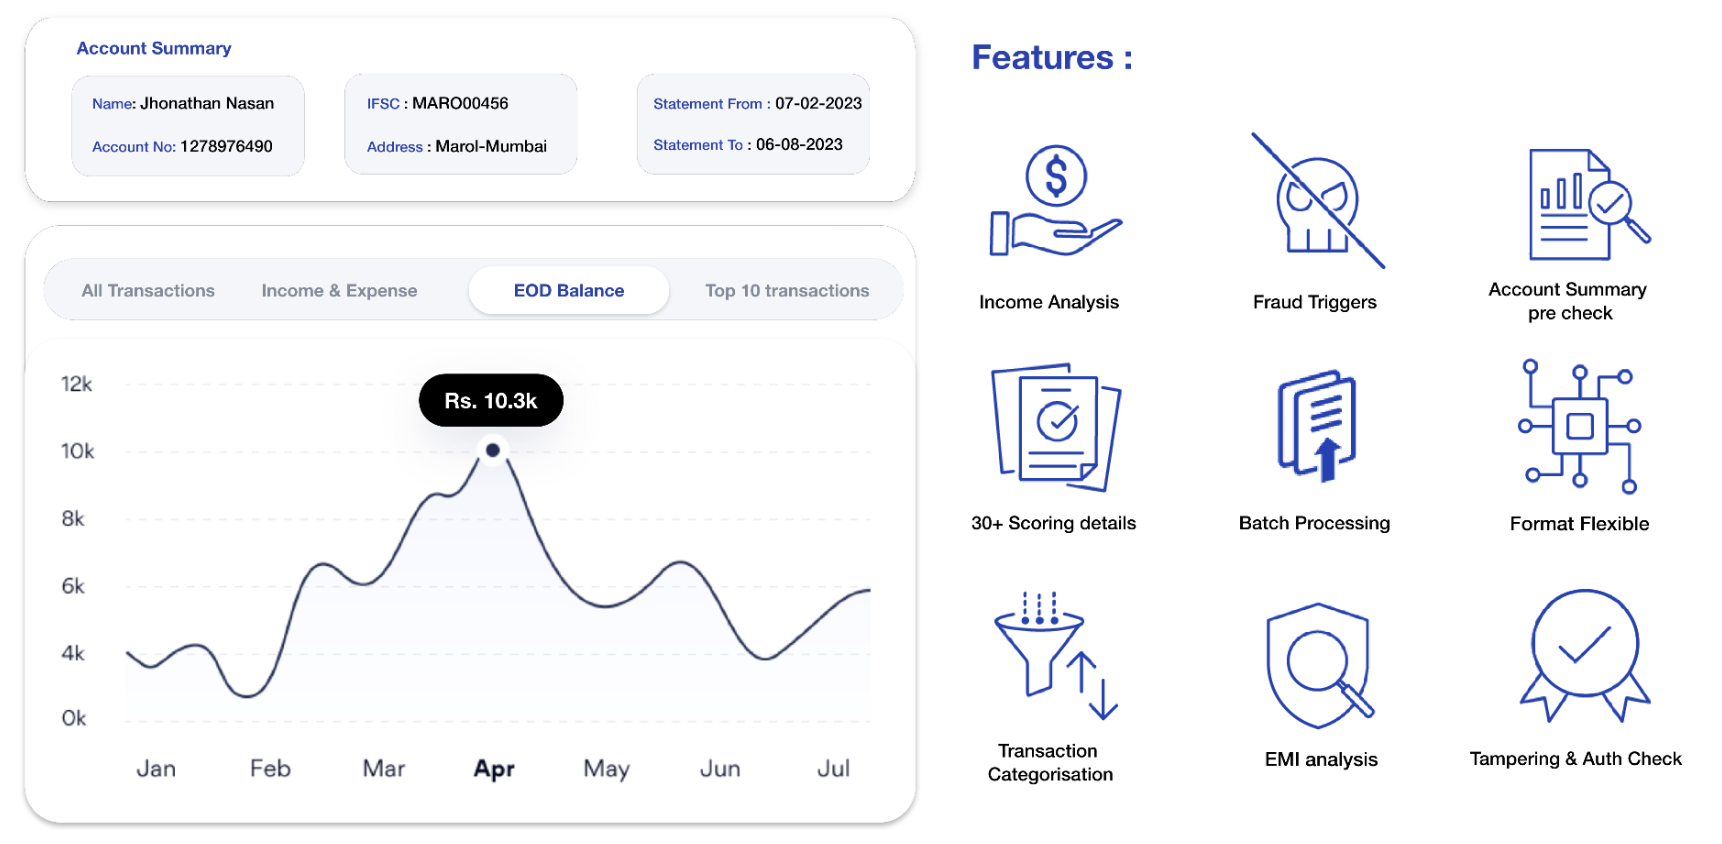 Account Summary
Name: Jhonathan Nasan
Account No: 1278976490
IFSC : MARO00456
Address : Marol-Mumbai
Statement From : 07-02-2023
Statement To : 06-08-2023
All Transactions
Income & Expense
EOD Balance
Top 10 transactions
12k
Rs. 10.3k
10k
8k
6k
4k
0k
Jan
Feb
Mar
Apr
May
Jun
Jul
Features :
Income Analysis
Fraud Triggers
Account Summary
pre check
30+ Scoring details
Batch Processing
Format Flexible
Transaction
Categorisation
EMI analysis
Tampering & Auth Check